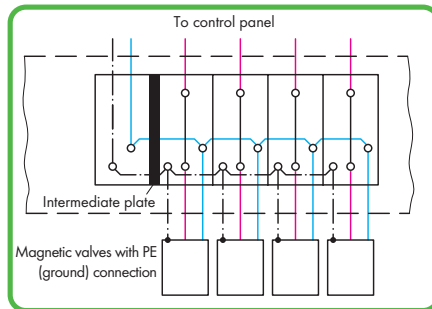 To control panel
Intermediate plate
Magnetic valves with PE
(ground) connection